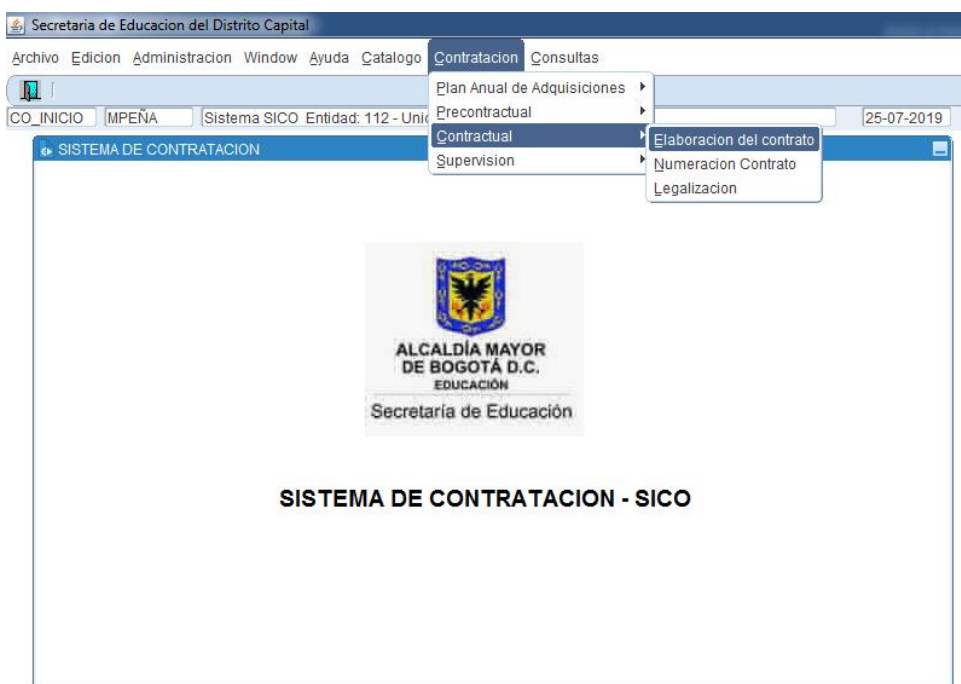 Secretaria de Educacion del Distrito Capital
Archivo Edicion Administracion Window Ayuda Catalogo Contratacion Consultas
Plan Anual de Adquisiciones
CO_INICIO MPEÑA Sistema SICO Entidad: 112 - Precontractual 25-07-2019
SISTEMA DE CONTRATACION Contractual Elaboracion del contrato
Supervision Numeracion Contrato
Legalizacion
ALCALDÍA MAYOR
DE BOGOTÁ D.C.
EDUCACIÓN
Secretaría de Educación
SISTEMA DE CONTRATACION - SICO